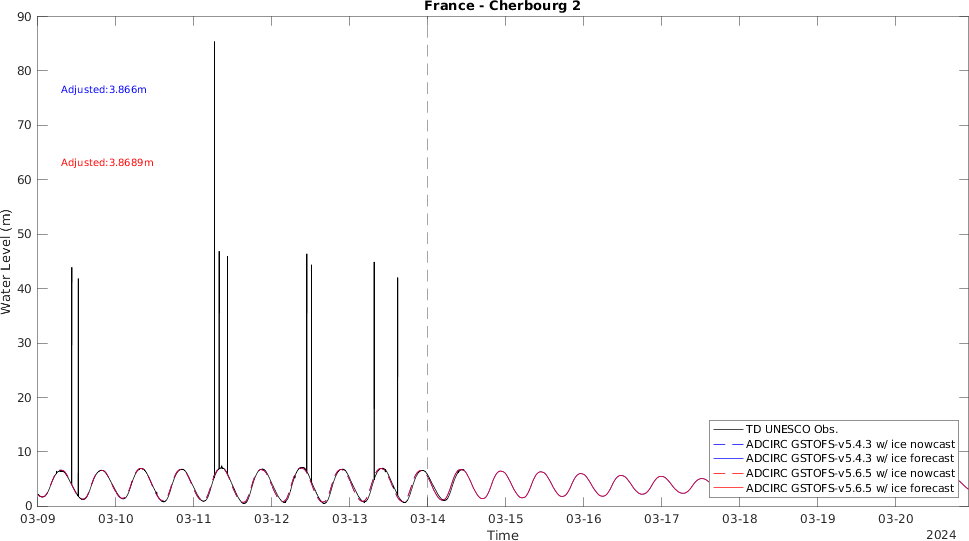 France - Cherbourg 2
90
80
70
60
50
40
30
20
10
0
Water Level (m)
Adjusted:3.866m
Adjusted:3.8689m
TD UNESCO Obs.
ADCIRC GSTOFS-v5.4.3 w/ ice nowcast
ADCIRC GSTOFS-v5.4.3 w/ ice forecast
ADCIRC GSTOFS-v5.6.5 w/ ice nowcast
ADCIRC GSTOFS-v5.6.5 w/ ice forecast
03-09 03-10 03-11 03-12 03-13 03-14 03-15 03-16 03-17 03-18 03-19 03-20
Time
2024